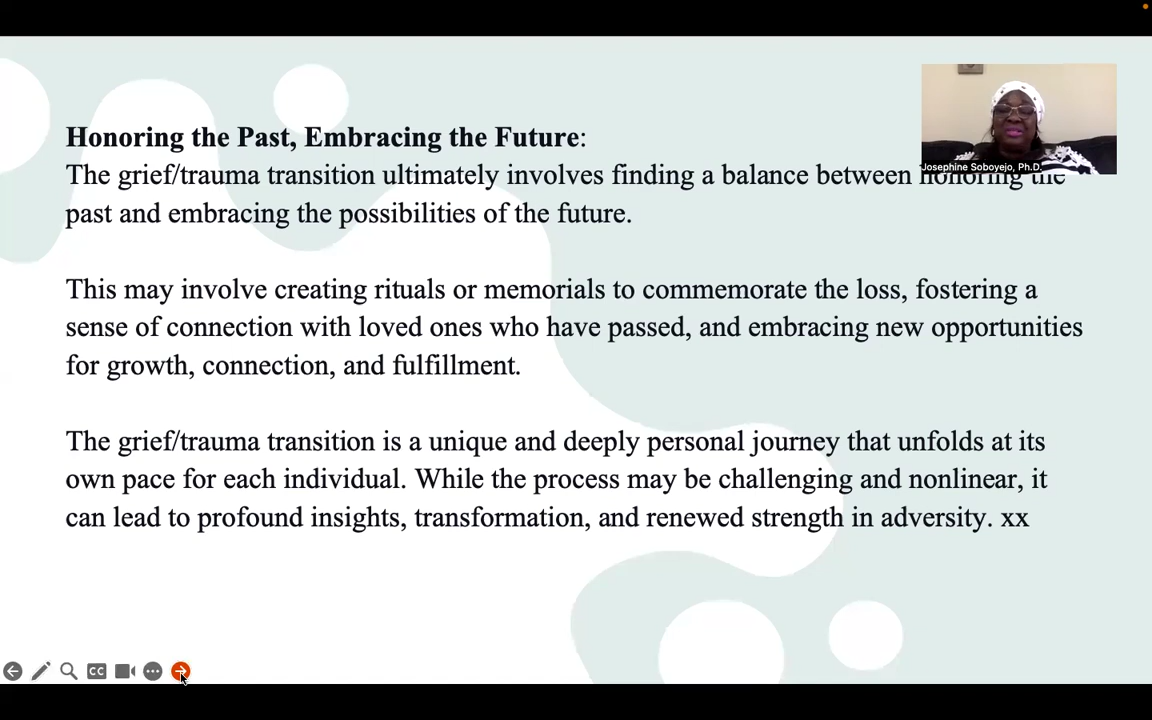 Honoring the Past, Embracing the Future:
The grief/trauma transition ultimately involves finding a balance between honoring the
past and embracing the possibilities of the future.
This may involve creating rituals or memorials to commemorate the loss, fostering a
sense of connection with loved ones who have passed, and embracing new opportunities
for growth, connection, and fulfillment.
The grief/trauma transition is a unique and deeply personal journey that unfolds at its
own pace for each individual. While the process may be challenging and nonlinear, it
can lead to profound insights, transformation, and renewed strength in adversity. xx
Josephine Soboyejo, Ph.D.
CC